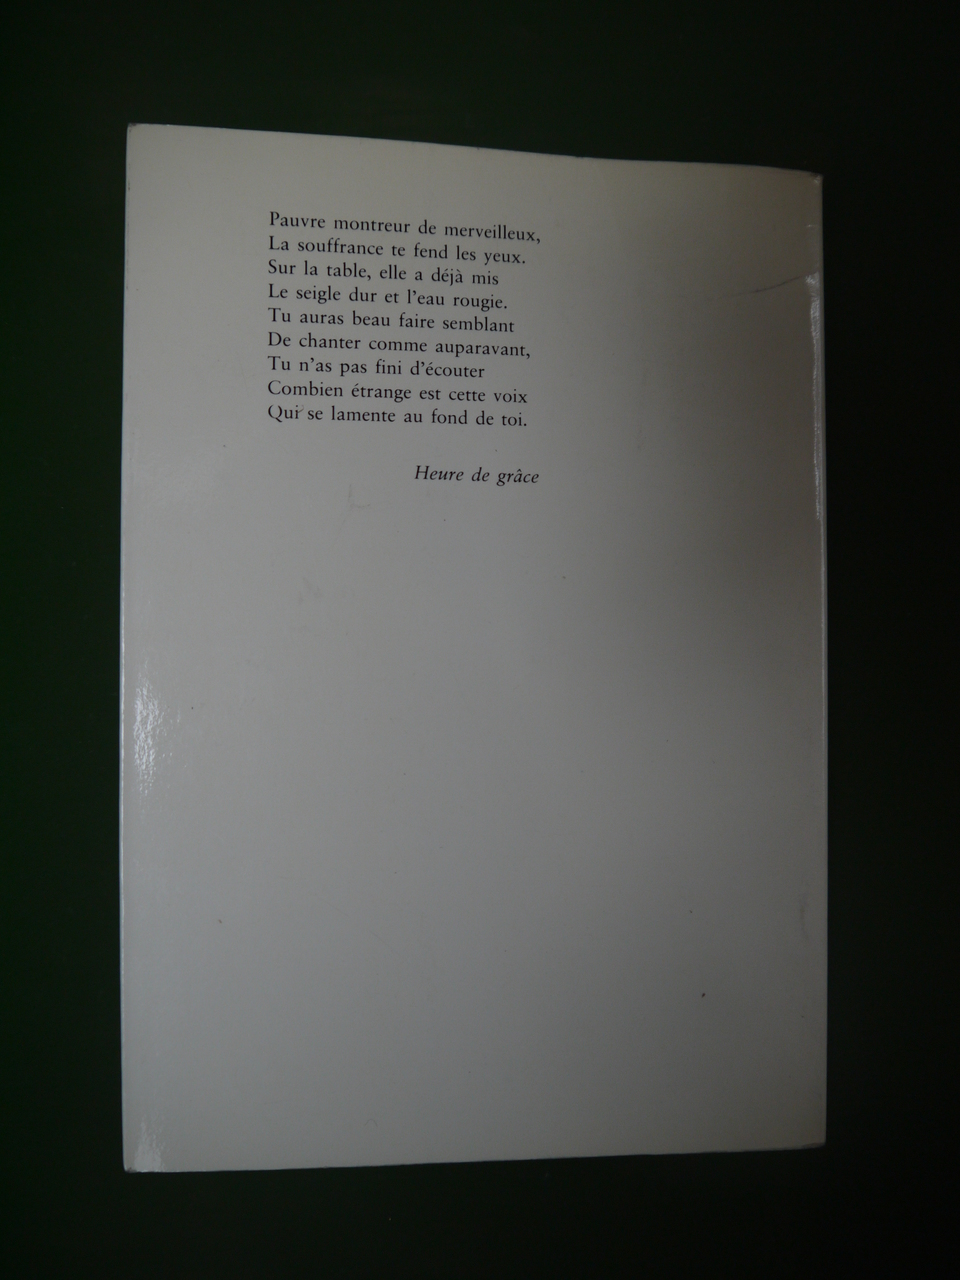 Pauvre montreur de merveilleux,
La souffrance te fend les yeux.
Sur la table, elle a déjà mis
Le seigle dur et l'eau rougie.
Tu auras beau faire semblant
De chanter comme auparavant,
Tu n'as pas fini d'écouter
Combien étrange est cette voix
Qui se lamente au fond de toi.
Heure de grâce